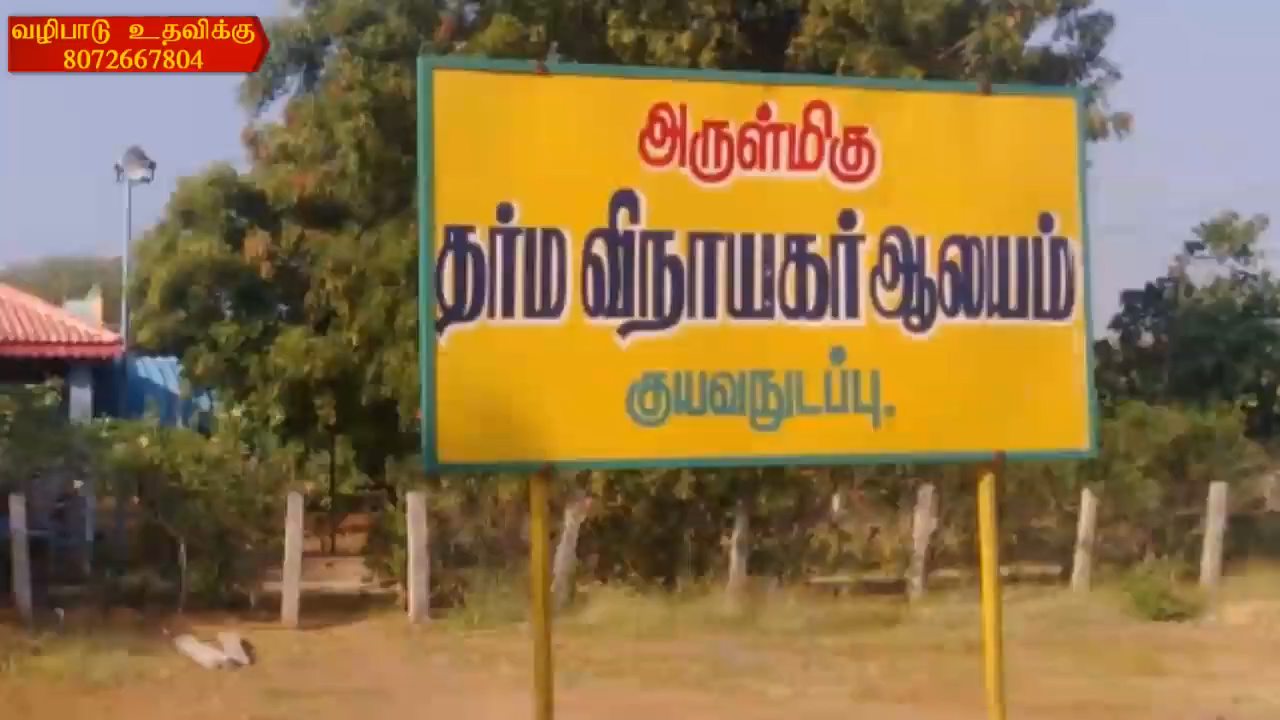 வழிபாடு உதவிக்கு
8072667804
அருள்மிகு
தர்ம விநாயகர் ஆலயம்
குயவநுடப்பு.